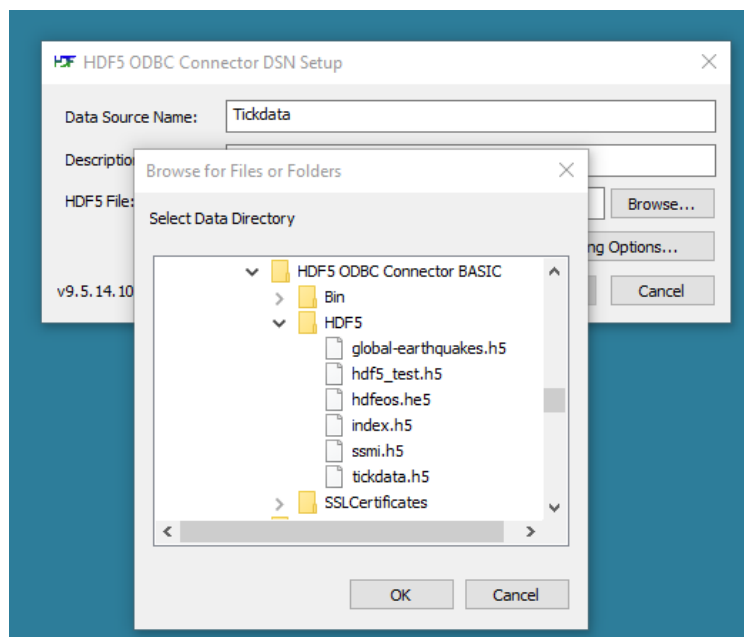 HDF HDF5 ODBC Connector DSN Setup
Data Source Name: Tickdata
Descriptio
HDF5 File: Browse...
ng Options...
v9.5.14.10 Cancel
Browse for Files or Folders
Select Data Directory
HDF5 ODBC Connector BASIC
Bin
HDF5
global-earthquakes.h5
hdf5_test.h5
hdfeos.he5
index.h5
ssmi.h5
tickdata.h5
SSLCertificates
OK Cancel